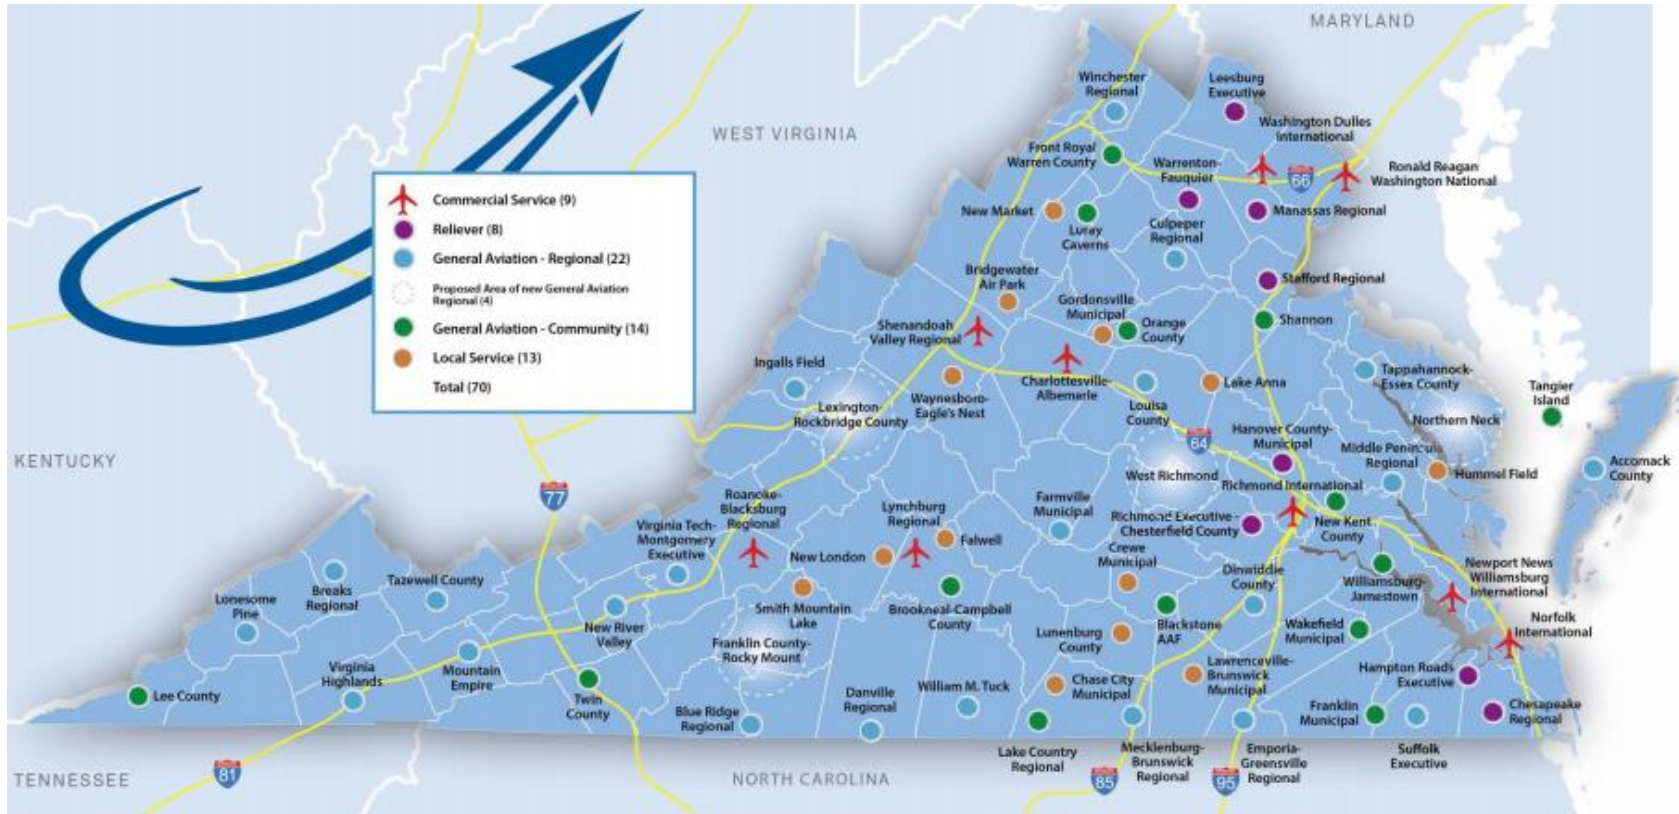 MARYLAND
WEST VIRGINIA
KENTUCKY
TENNESSEE
NORTH CAROLINA
Commercial Service (9)
Reliever (8)
General Aviation - Regional (22)
Proposed Area of new General Aviation
Regional (4)
General Aviation - Community (14)
Local Service (13)
Total (70)
Winchester
Regional
Leesburg
Executive
Washington Dulles
International
Front Royal
Warren County
Warrenton-
Fauquier
66
Ronald Reagan
Washington National
New Market
Luray
Caverns
Culpeper
Regional
Manassas Regional
Bridgewater
Air Park
Stafford Regional
Gordonsville
Municipal
Shenandoah
Valley Regional
Orange
County
Shannon
Ingalls Field
Charlottesville-
Albemarle
Lake Anna
Tappahannock-
Essex County
Tangier
Island
Lexington-
Rockbridge County
Waynesboro-
Eagle's Nest
Louisa
County
Northern Neck
64
Hanover County-
Municipal
Middle Peninsula
Regional
Hummel Field
Accomack
County
West Richmond
Richmond International
77
Roanoke-
Blacksburg
Regional
Lynchburg
Regional
Farmville
Municipal
Richmond Executive -
Chesterfield County
New Kent
County
Virginia Tech-
Montgomery
Executive
New London
Falwell
Crewe
Municipal
Breaks
Regional
Tazewell County
Dinwiddie
County
Williamsburg-
Jamestown
Newport News
Williamsburg
International
Lonesome
Pine
Smith Mountain
Lake
Brookneal-Campbell
County
New River
Valley
Franklin County-
Rocky Mount
Lunenburg
County
Blackstone
AAF
Wakefield
Municipal
Norfolk
International
Virginia
Highlands
Mountain
Empire
Lee County
Twin
County
Blue Ridge
Regional
Danville
Regional
William M. Tuck
Chase City
Municipal
Lawrenceville-
Brunswick
Municipal
Hampton Roads
Executive
Franklin
Municipal
Chesapeake
Regional
Lake Country
Regional
Mecklenburg-
Brunswick
Regional
Emporia-
Greensville
Regional
Suffolk
Executive
81
85
95